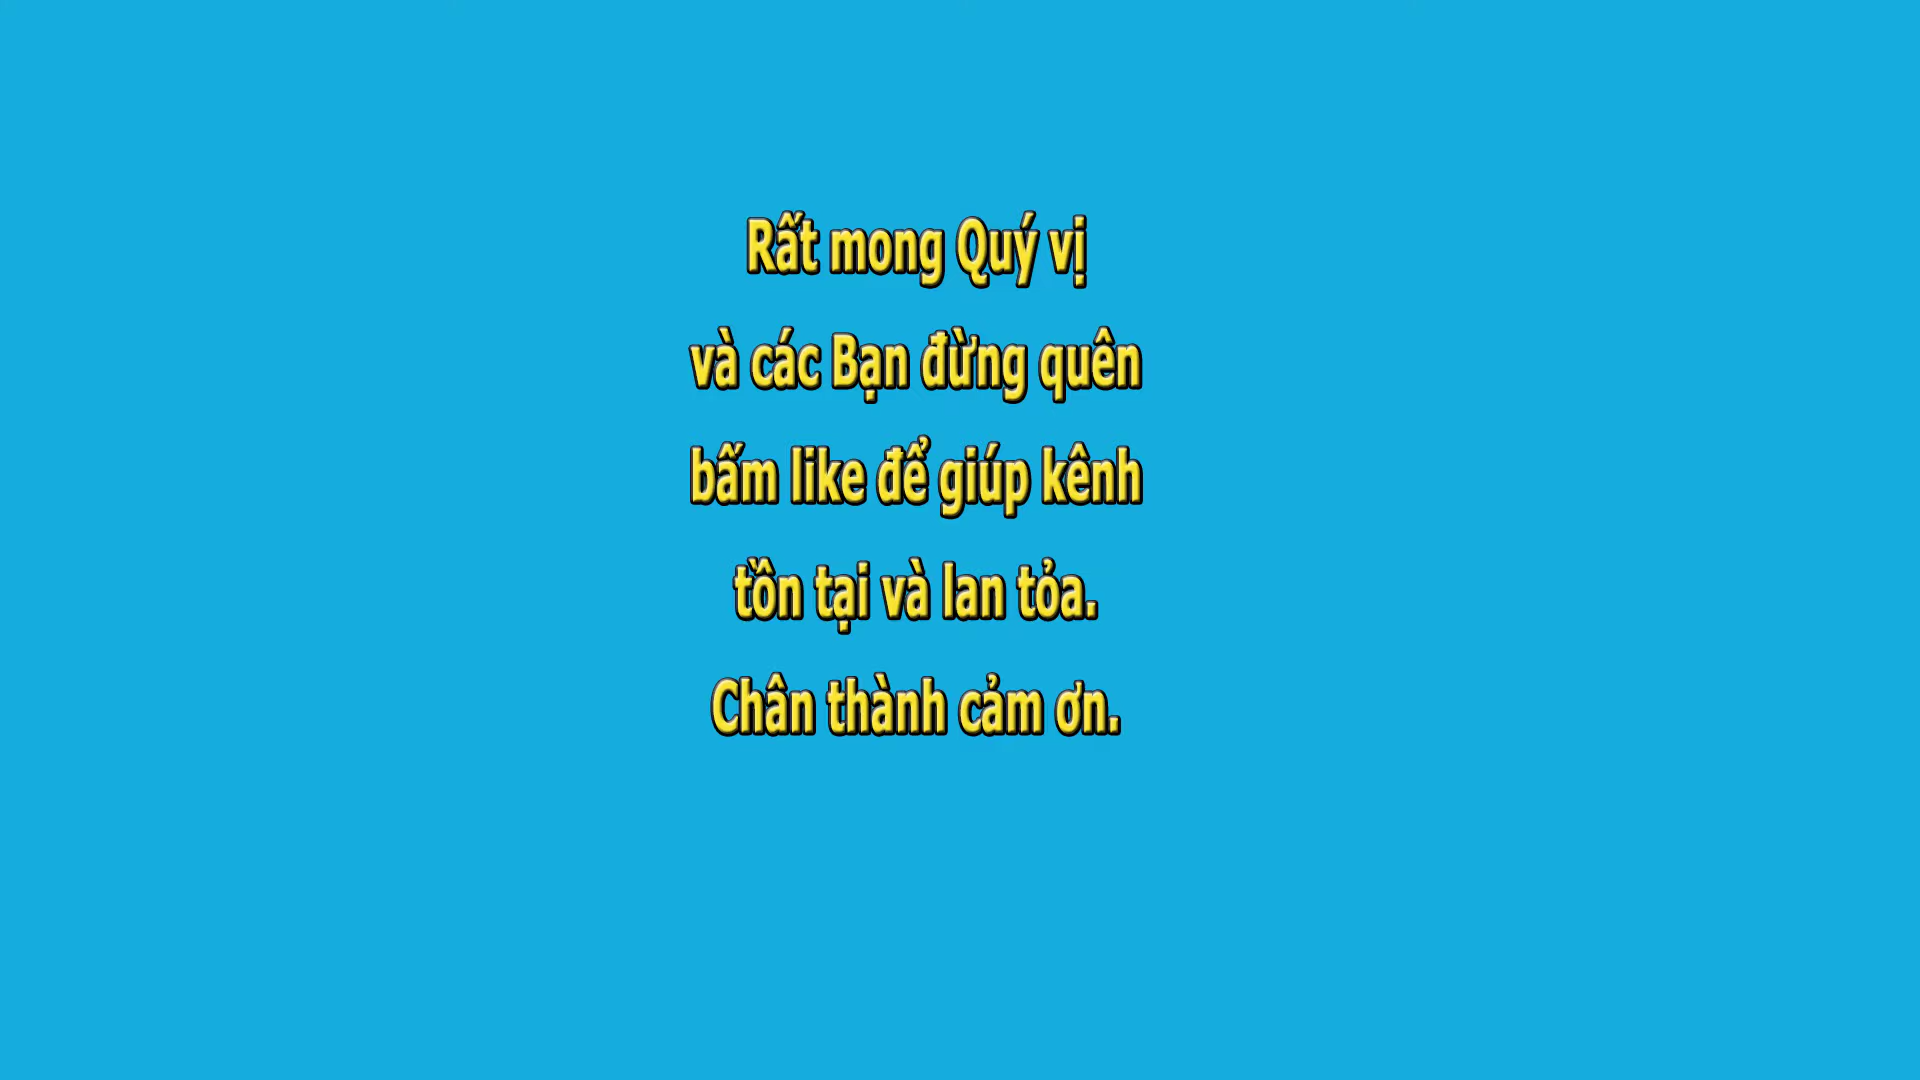 Rất mong Quý vị
và các Bạn đừng quên
bấm like để giúp kênh
tồn tại và lan tỏa.
Chân thành cảm ơn.